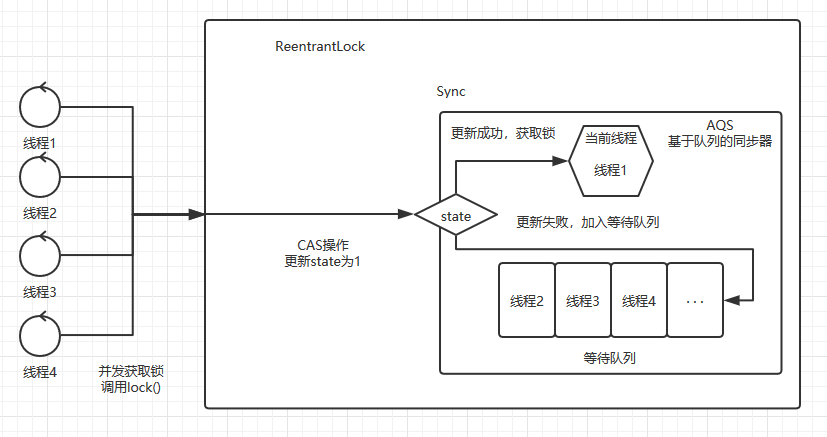 ReentrantLock
Sync
线程1
线程2
线程3
线程4
并发获取锁
调用lock()
CAS操作
更新state为1
state
更新成功，获取锁
当前线程
线程1
AQS
基于队列的同步器
更新失败，加入等待队列
线程2
线程3
线程4
· · ·
等待队列